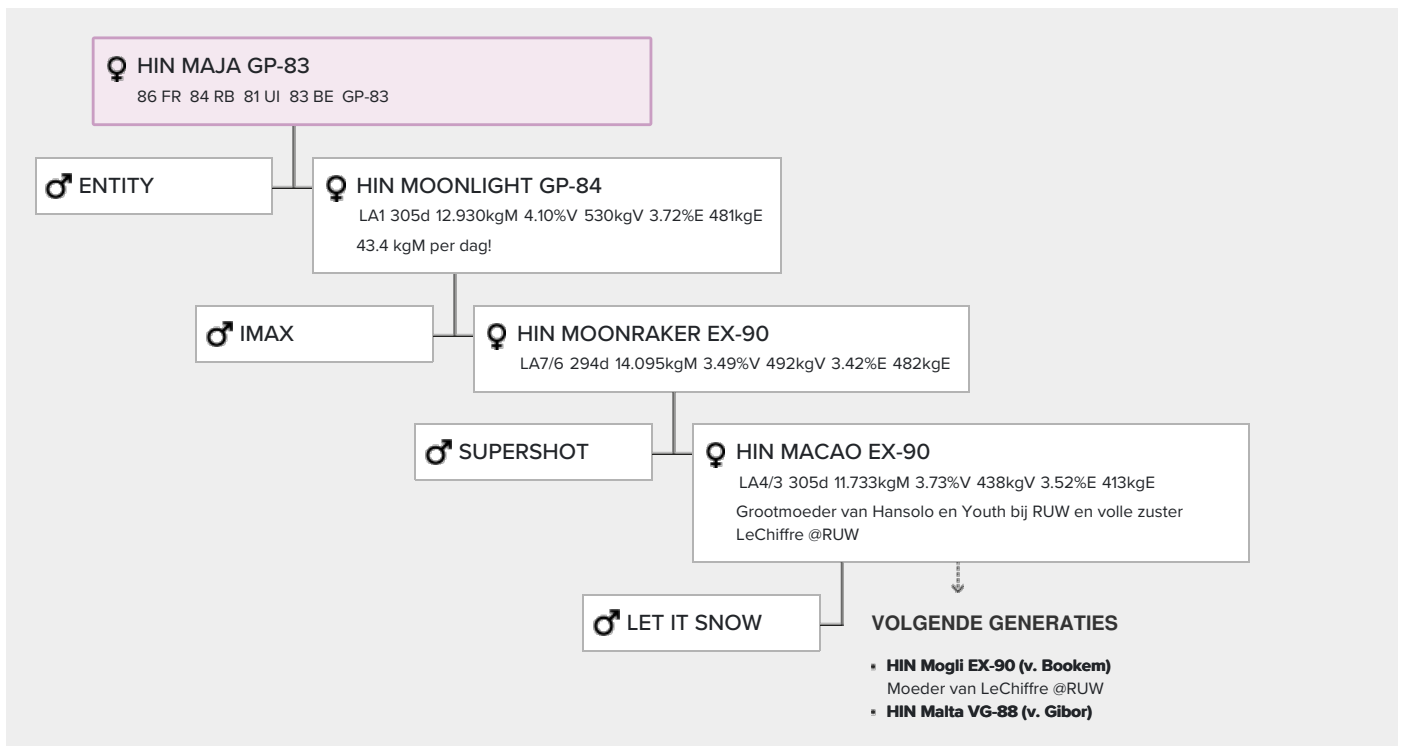 HIN MAJA GP-83
86 FR 84 RB 81 UI 83 BE GP-83
ENTITY
HIN MOONLIGHT GP-84
LA1 305d 12.930kgM 4.10%V 530kgV 3.72%E 481kgE
43.4 kgM per dag!
IMAX
HIN MOONRAKER EX-90
LA7/6 294d 14.095kgM 3.49%V 492kgV 3.42%E 482kgE
SUPERSHOT
HIN MACAO EX-90
LA4/3 305d 11.733kgM 3.73%V 438kgV 3.52%E 413kgE
Grootmoeder van Hansolo en Youth bij RUW en volle zuster
LeChiffre @RUW
LET IT SNOW
VOLGENDE GENERATIES
HIN Mogli EX-90 (v. Bookem)
Moeder van LeChiffre @RUW
HIN Malta VG-88 (v. Gibor)